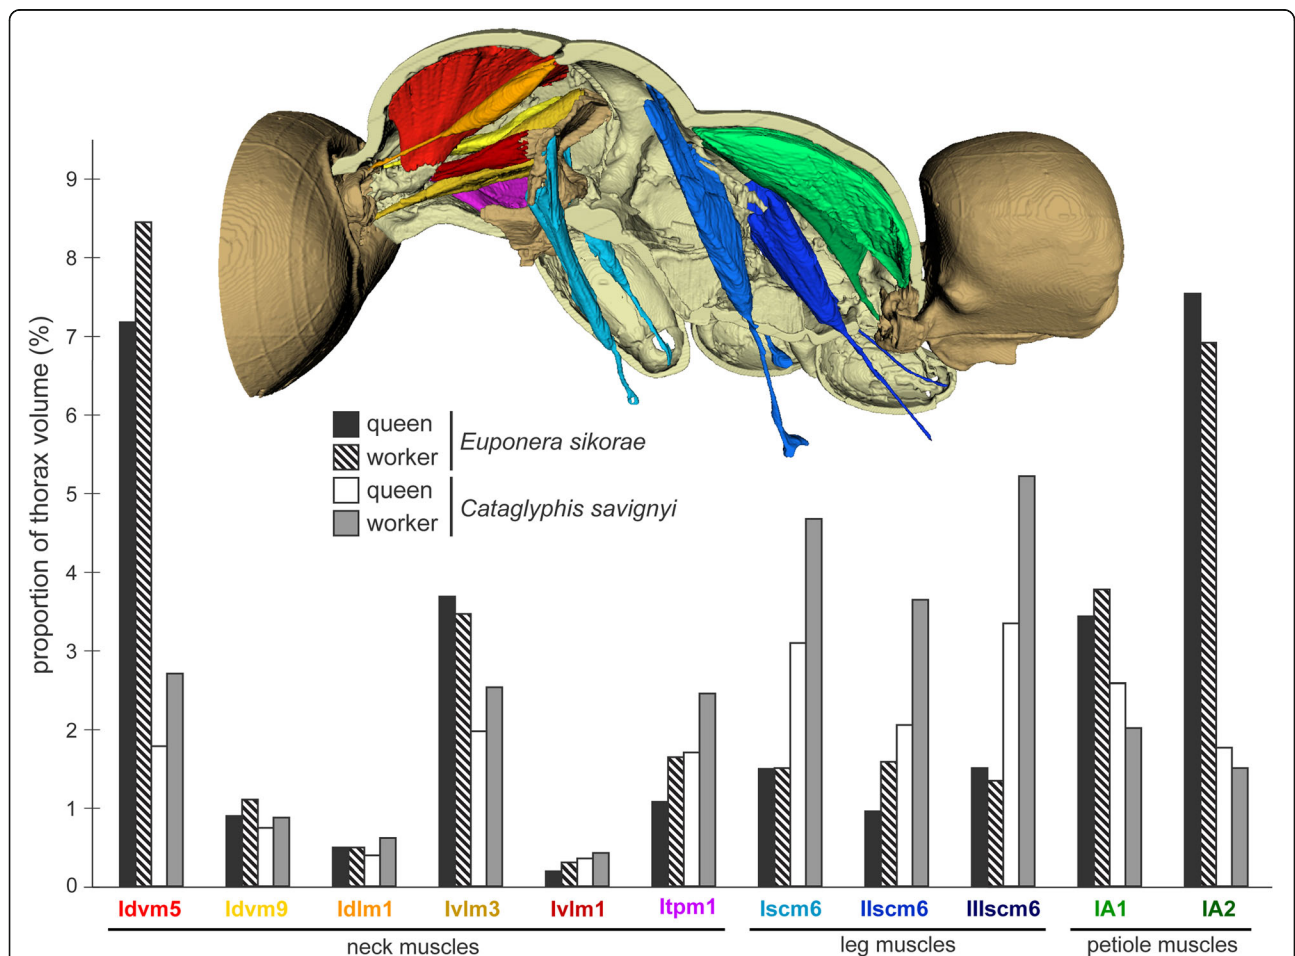 proportion of thorax volume (%)
9
8
7
6
5
4
3
2
1
0
queen
worker
Euponera sikorae
queen
worker
Cataglyphis savignyi
Idvm5 Idvm9 Idlm1 Ivlm3 Ivlm1 Itpm1 Iscm6 IIscm6 IIIscm6 IA1 IA2
neck muscles leg muscles petiole muscles